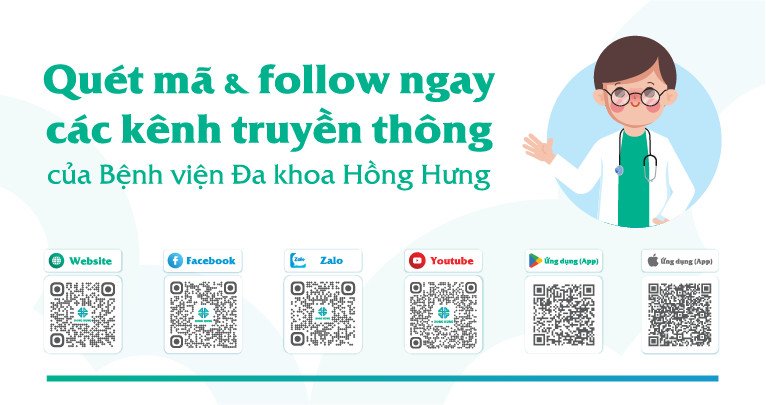 Quét mã & follow ngay
các kênh truyền thông
của Bệnh viện Đa khoa Hồng Hưng
Website
Facebook
Zalo
Zalo
Youtube
Ứng dụng (App)
Ứng dụng (App)